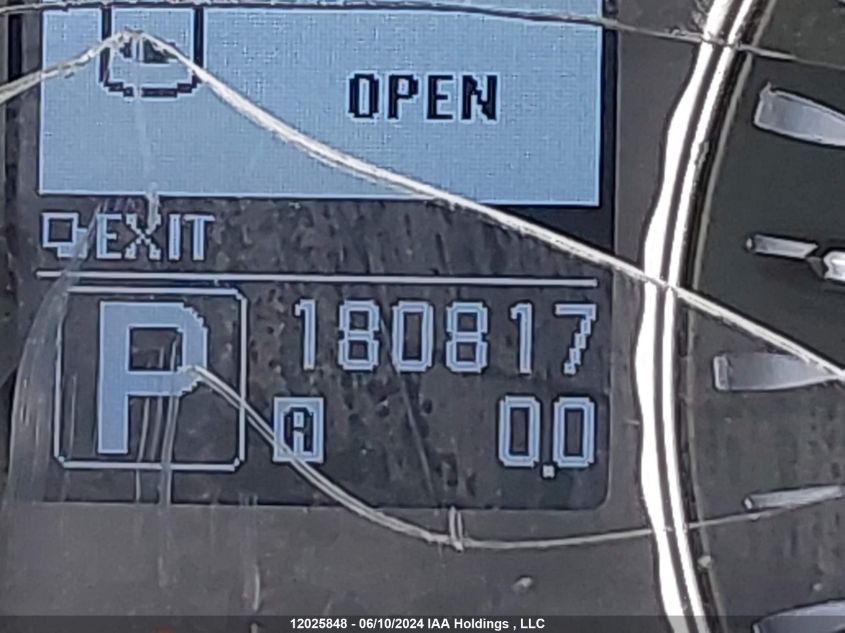 OPEN
EXIT
P 180817
A 0.0
12025848 - 06/10/2024 IAA Holdings , LLC